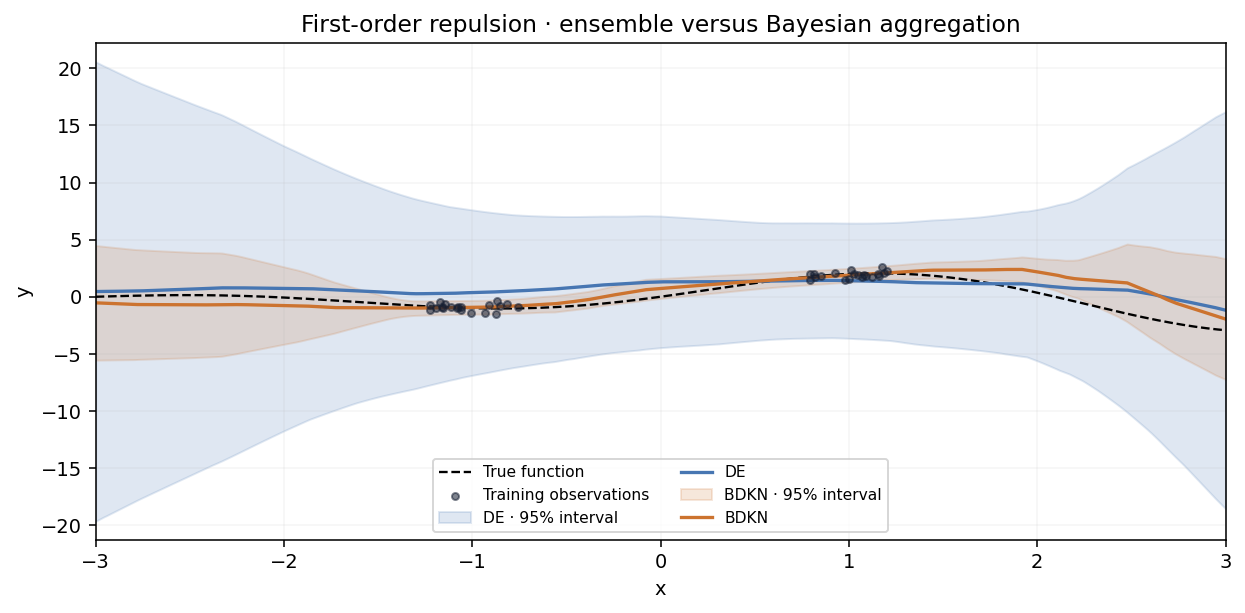 First-order repulsion · ensemble versus Bayesian aggregation
y
20
15
10
5
0
−5
−10
−15
−20
True function
Training observations
DE · 95% interval
DE
BDKN · 95% interval
BDKN
−3
−2
−1
0
1
2
3
x